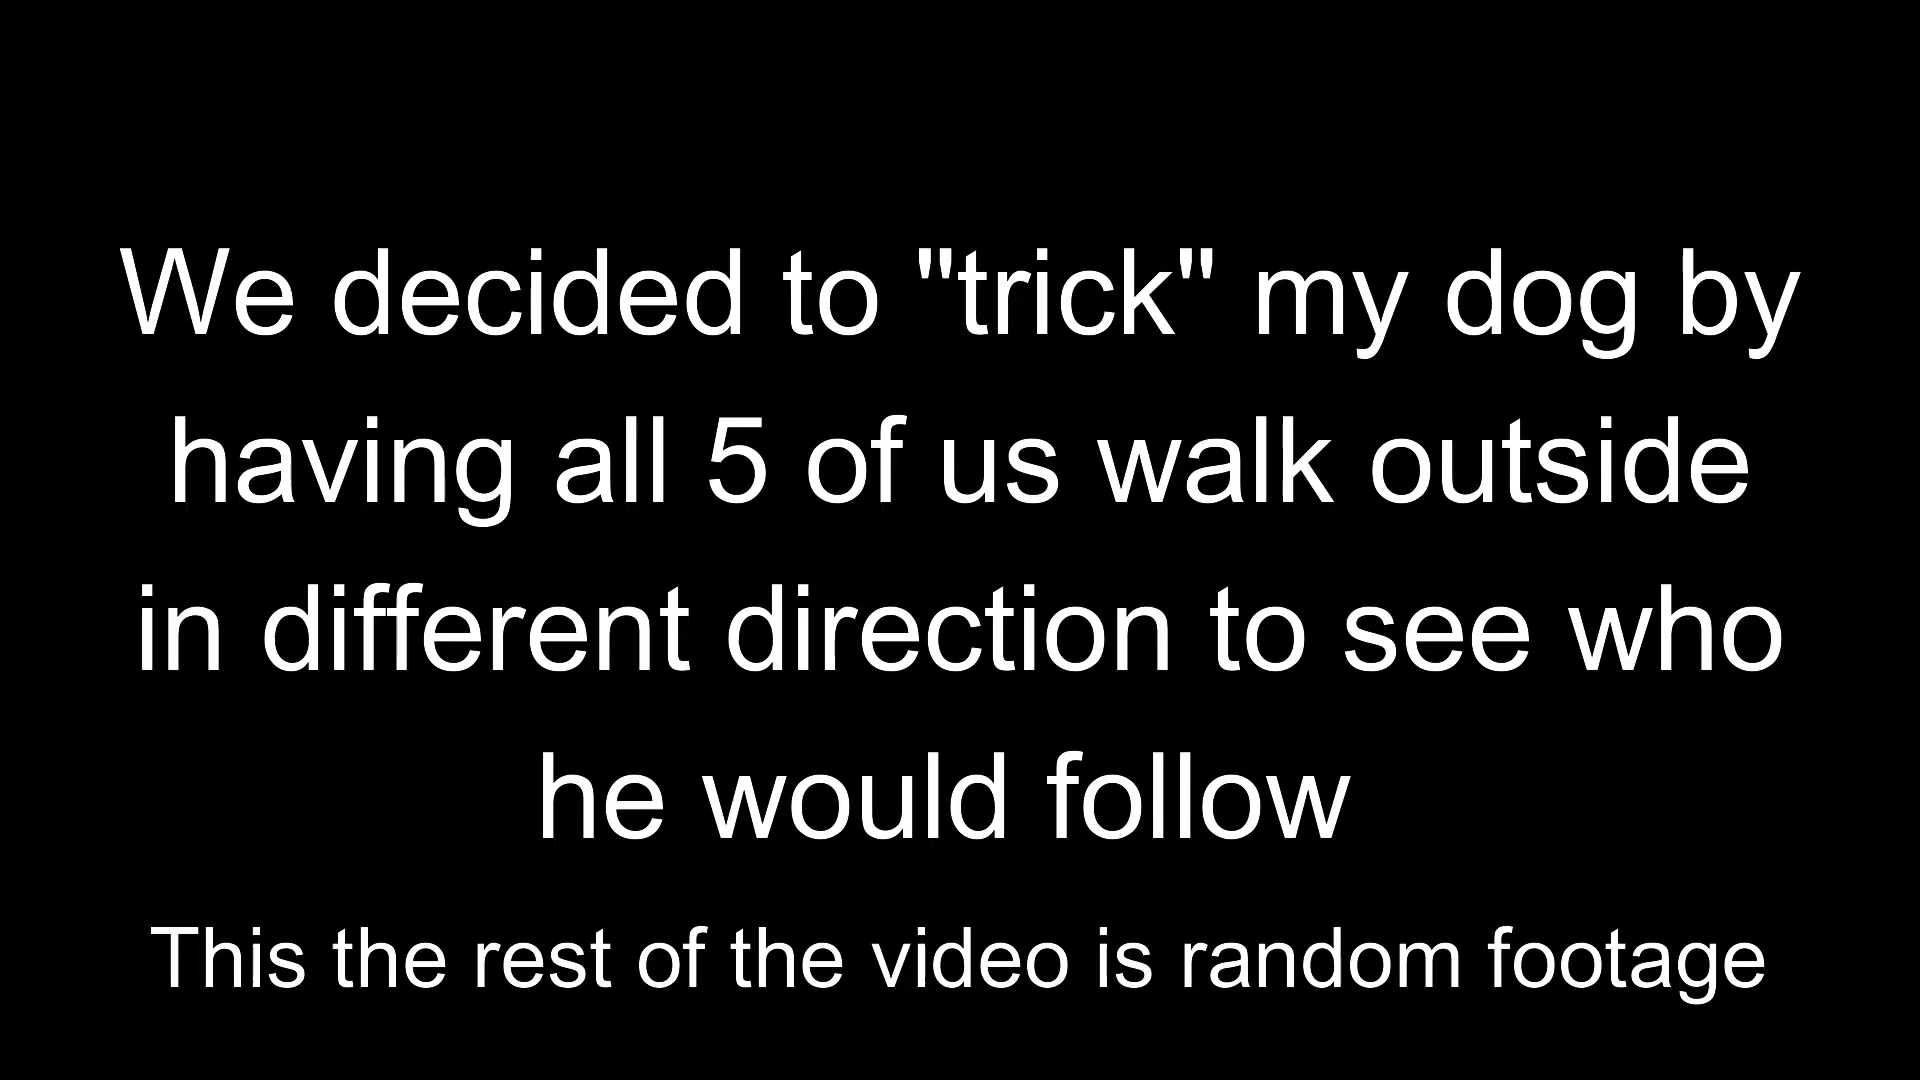 We decided to "trick" my dog by
having all 5 of us walk outside
in different direction to see who
he would follow
This the rest of the video is random footage